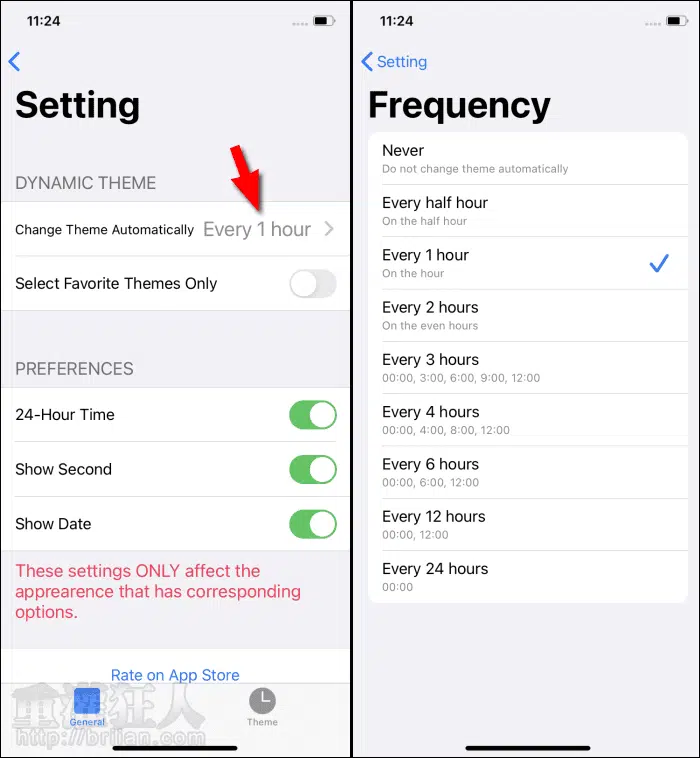 11:24
Setting
DYNAMIC THEME
Change Theme Automatically Every 1 hour
Select Favorite Themes Only
PREFERENCES
24-Hour Time
Show Second
Show Date
These settings ONLY affect the
apprearence that has corresponding
options.
Rate on App Store
General
Theme
重灌狂人
http://briian.com
11:24
Setting
Frequency
Never
Do not change theme automatically
Every half hour
On the half hour
Every 1 hour
On the hour
Every 2 hours
On the even hours
Every 3 hours
00:00, 3:00, 6:00, 9:00, 12:00
Every 4 hours
00:00, 4:00, 8:00, 12:00
Every 6 hours
00:00, 6:00, 12:00
Every 12 hours
00:00, 12:00
Every 24 hours
00:00